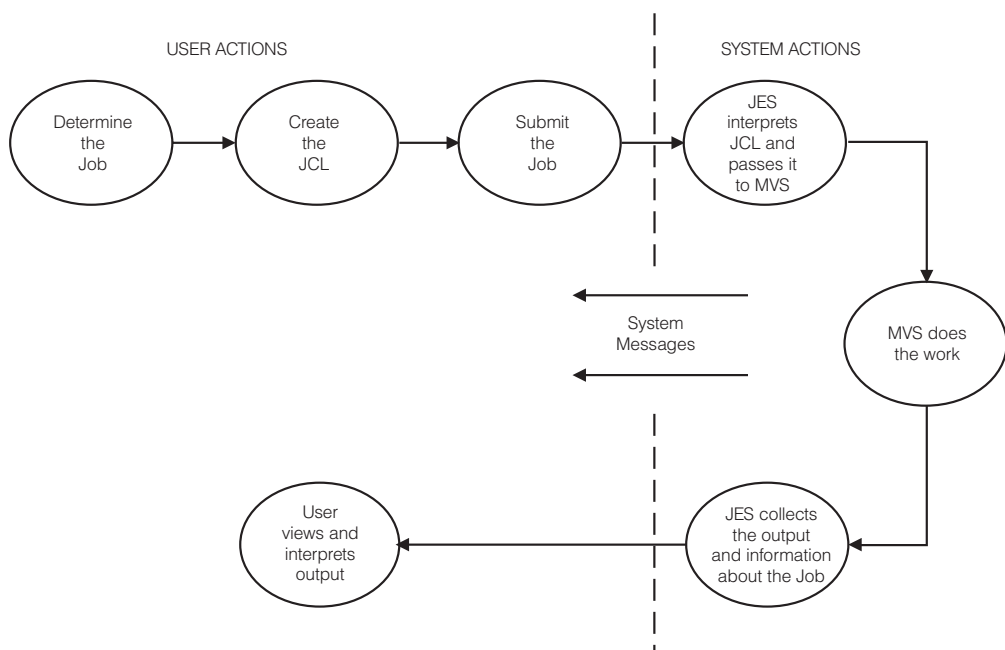 USER ACTIONS
SYSTEM ACTIONS
Determine
the
Job
Create
the
JCL
Submit
the
Job
JES
interprets
JCL and
passes it
to MVS
MVS does
the work
System
Messages
JES collects
the output
and information
about the Job
User
views and
interprets
output